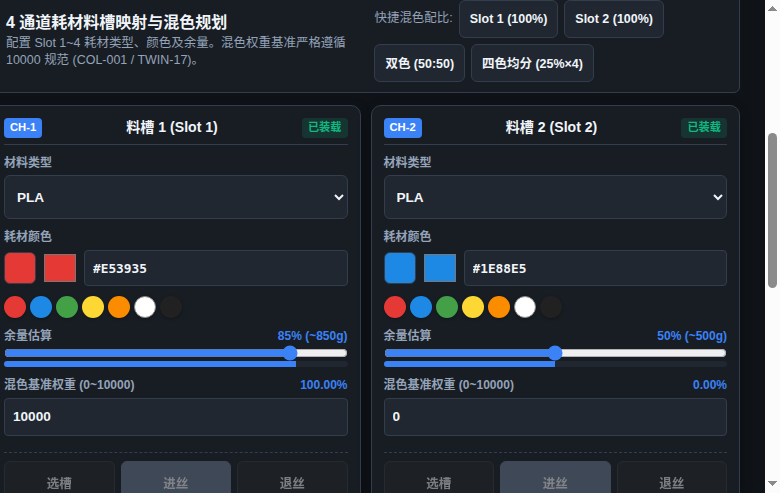 4 通道耗材料槽映射与混色规划
配置 Slot 1~4 耗材类型、颜色及余量。混色权重基准严格遵循
10000 规范 (COL-001 / TWIN-17)。
快捷混色配比:
Slot 1 (100%)
Slot 2 (100%)
双色 (50:50)
四色均分 (25%×4)
CH-1
料槽 1 (Slot 1)
已装载
材料类型
PLA
耗材颜色
#E53935
余量估算
85% (~850g)
混色基准权重 (0~10000)
100.00%
10000
选槽
进丝
退丝
CH-2
料槽 2 (Slot 2)
已装载
材料类型
PLA
耗材颜色
#1E88E5
余量估算
50% (~500g)
混色基准权重 (0~10000)
0.00%
0
选槽
进丝
退丝